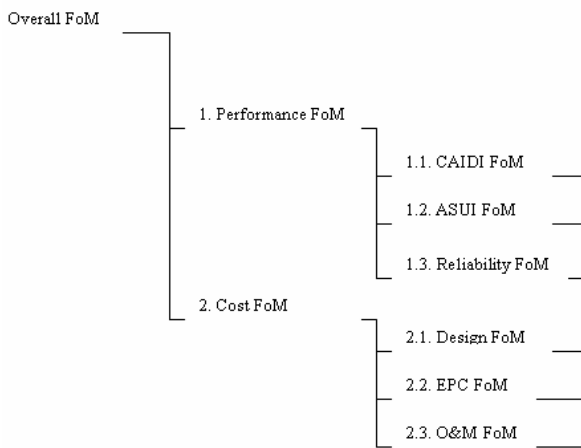 Overall FoM
1. Performance FoM
1.1. CAIDI FoM
1.2. ASUI FoM
1.3. Reliability FoM
2. Cost FoM
2.1. Design FoM
2.2. EPC FoM
2.3. O&M FoM